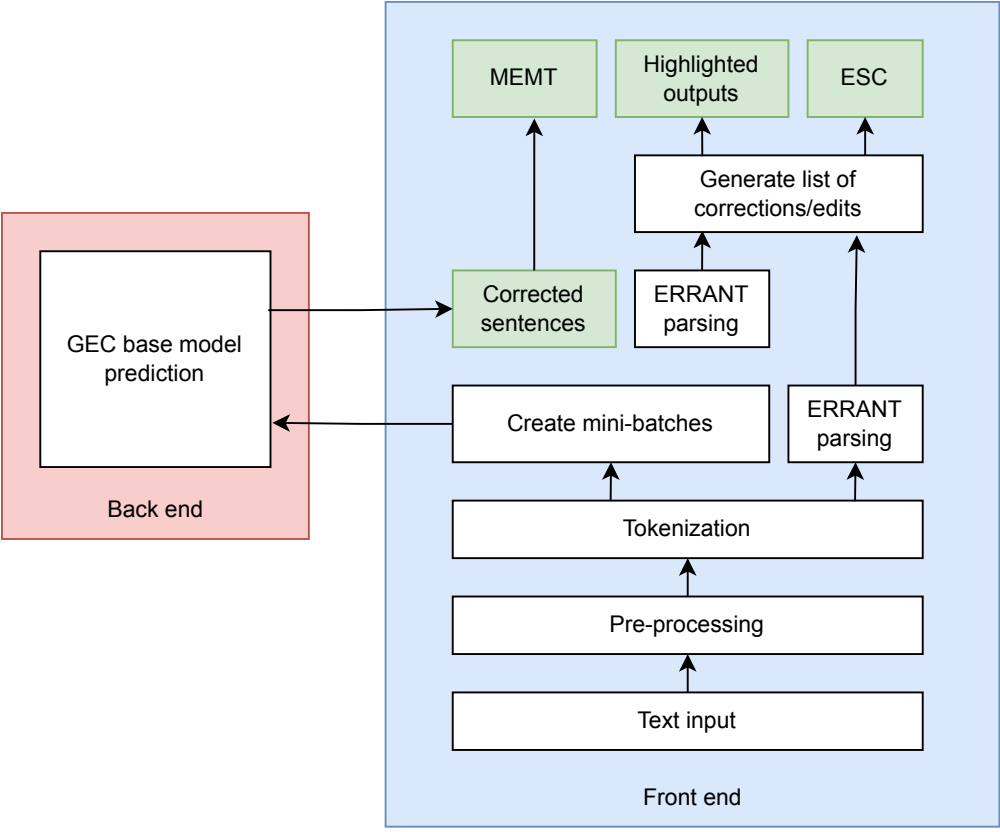 MEMT
Highlighted
outputs
ESC
Generate list of
corrections/edits
Corrected
sentences
ERRANT
parsing
GEC base model
prediction
Create mini-batches
ERRANT
parsing
Back end
Tokenization
Pre-processing
Text input
Front end